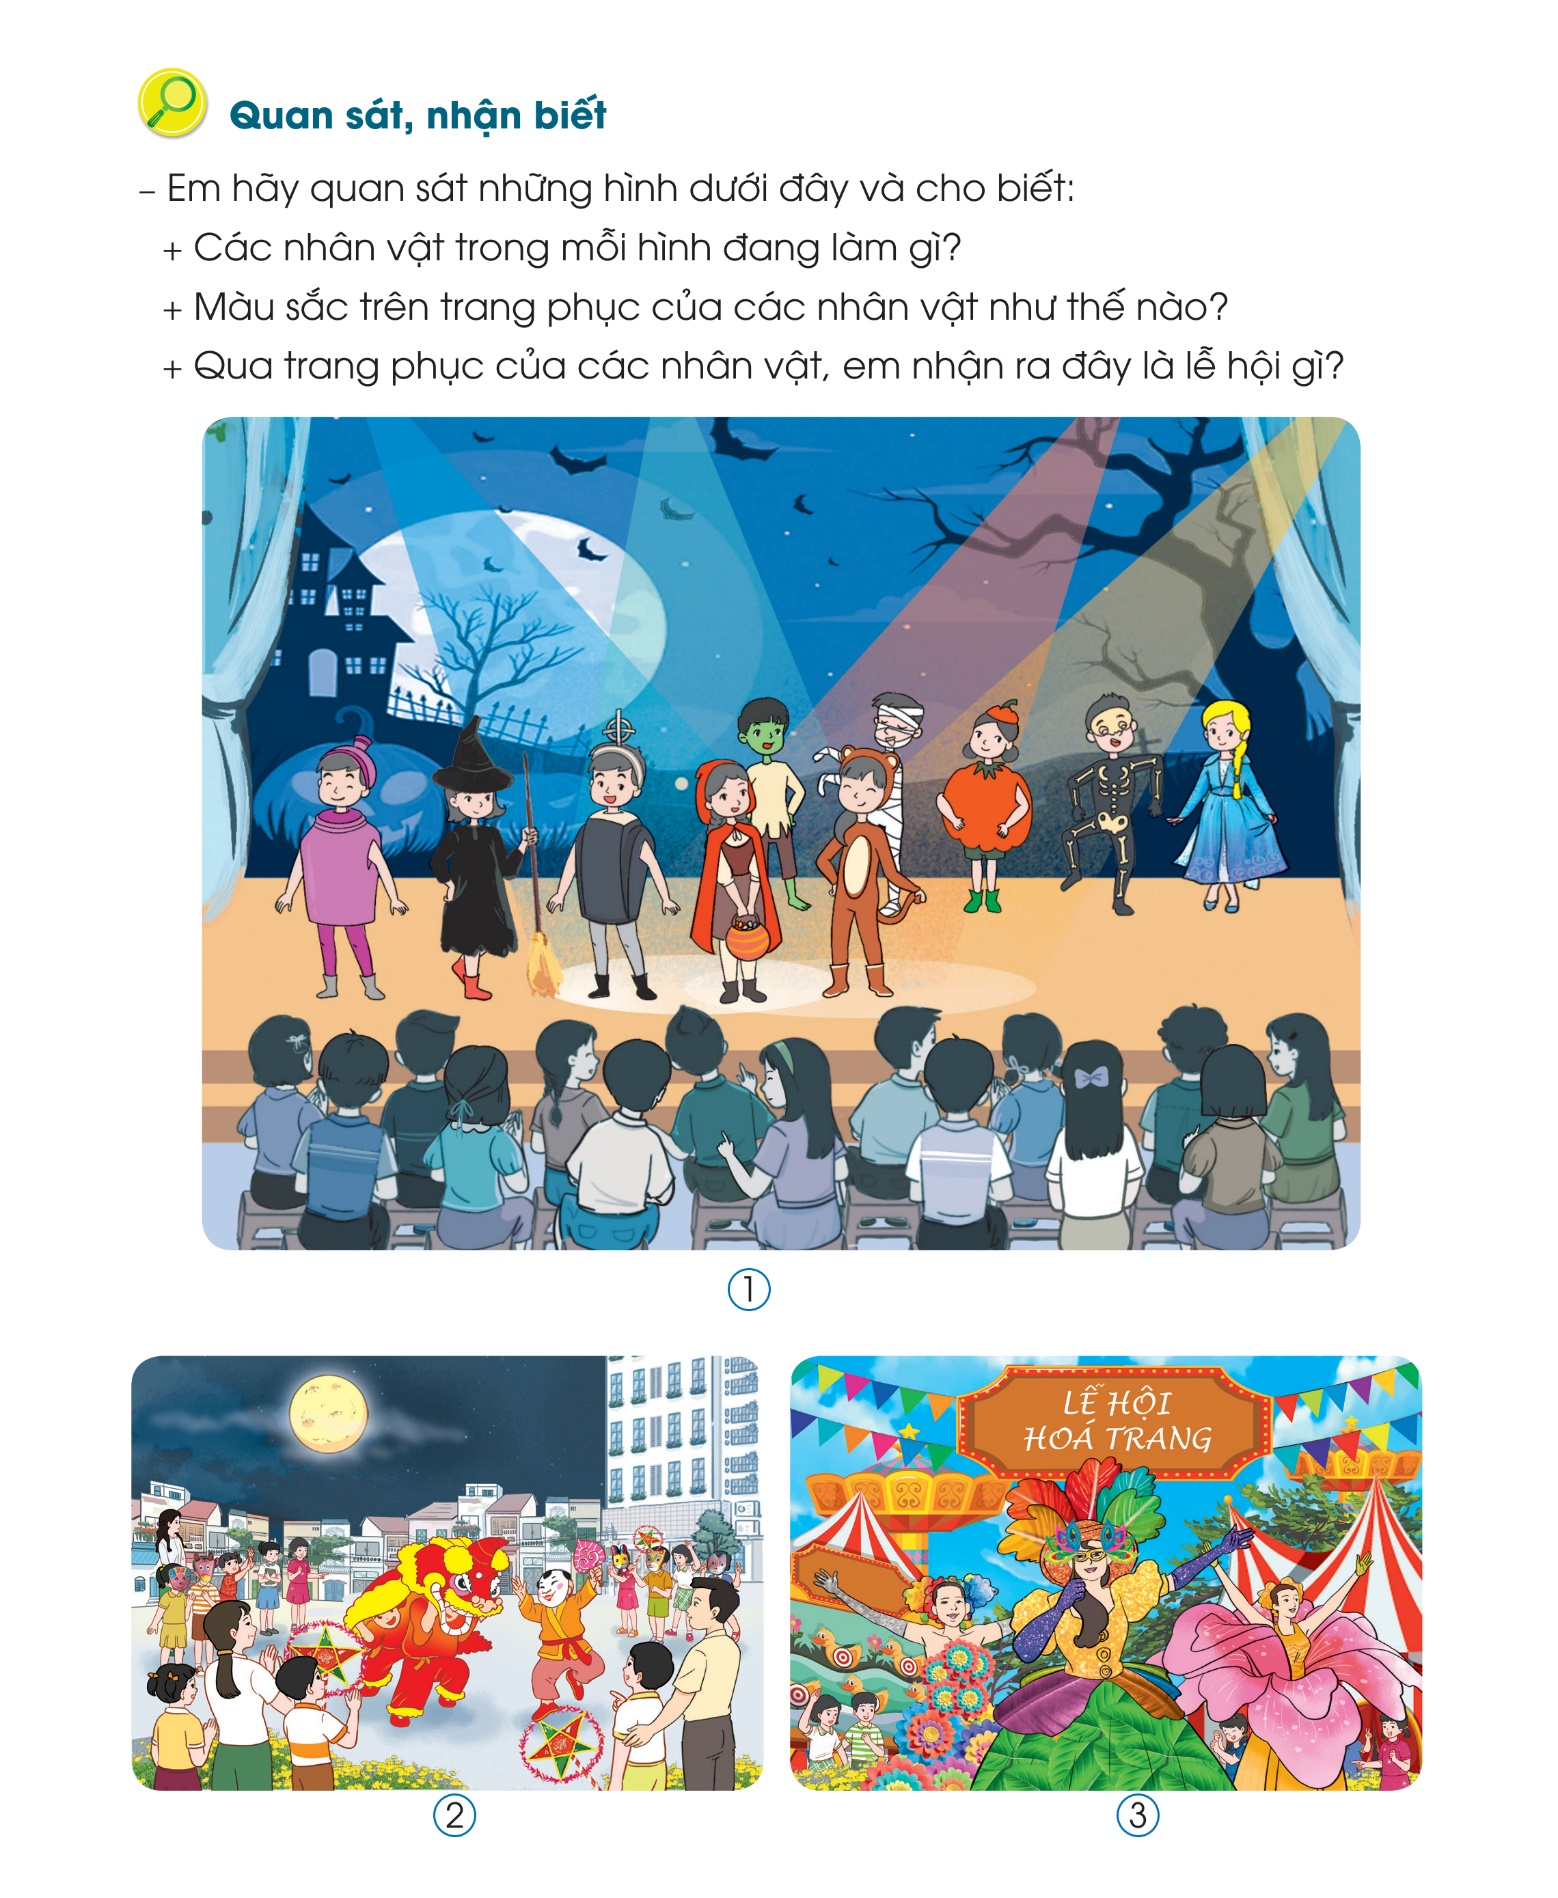 Quan sát, nhận biết
– Em hãy quan sát những hình dưới đây và cho biết:
+ Các nhân vật trong mỗi hình đang làm gì?
+ Màu sắc trên trang phục của các nhân vật như thế nào?
+ Qua trang phục của các nhân vật, em nhận ra đây là lễ hội gì?
1
LỄ HỘI
HOÁ TRANG
2
3